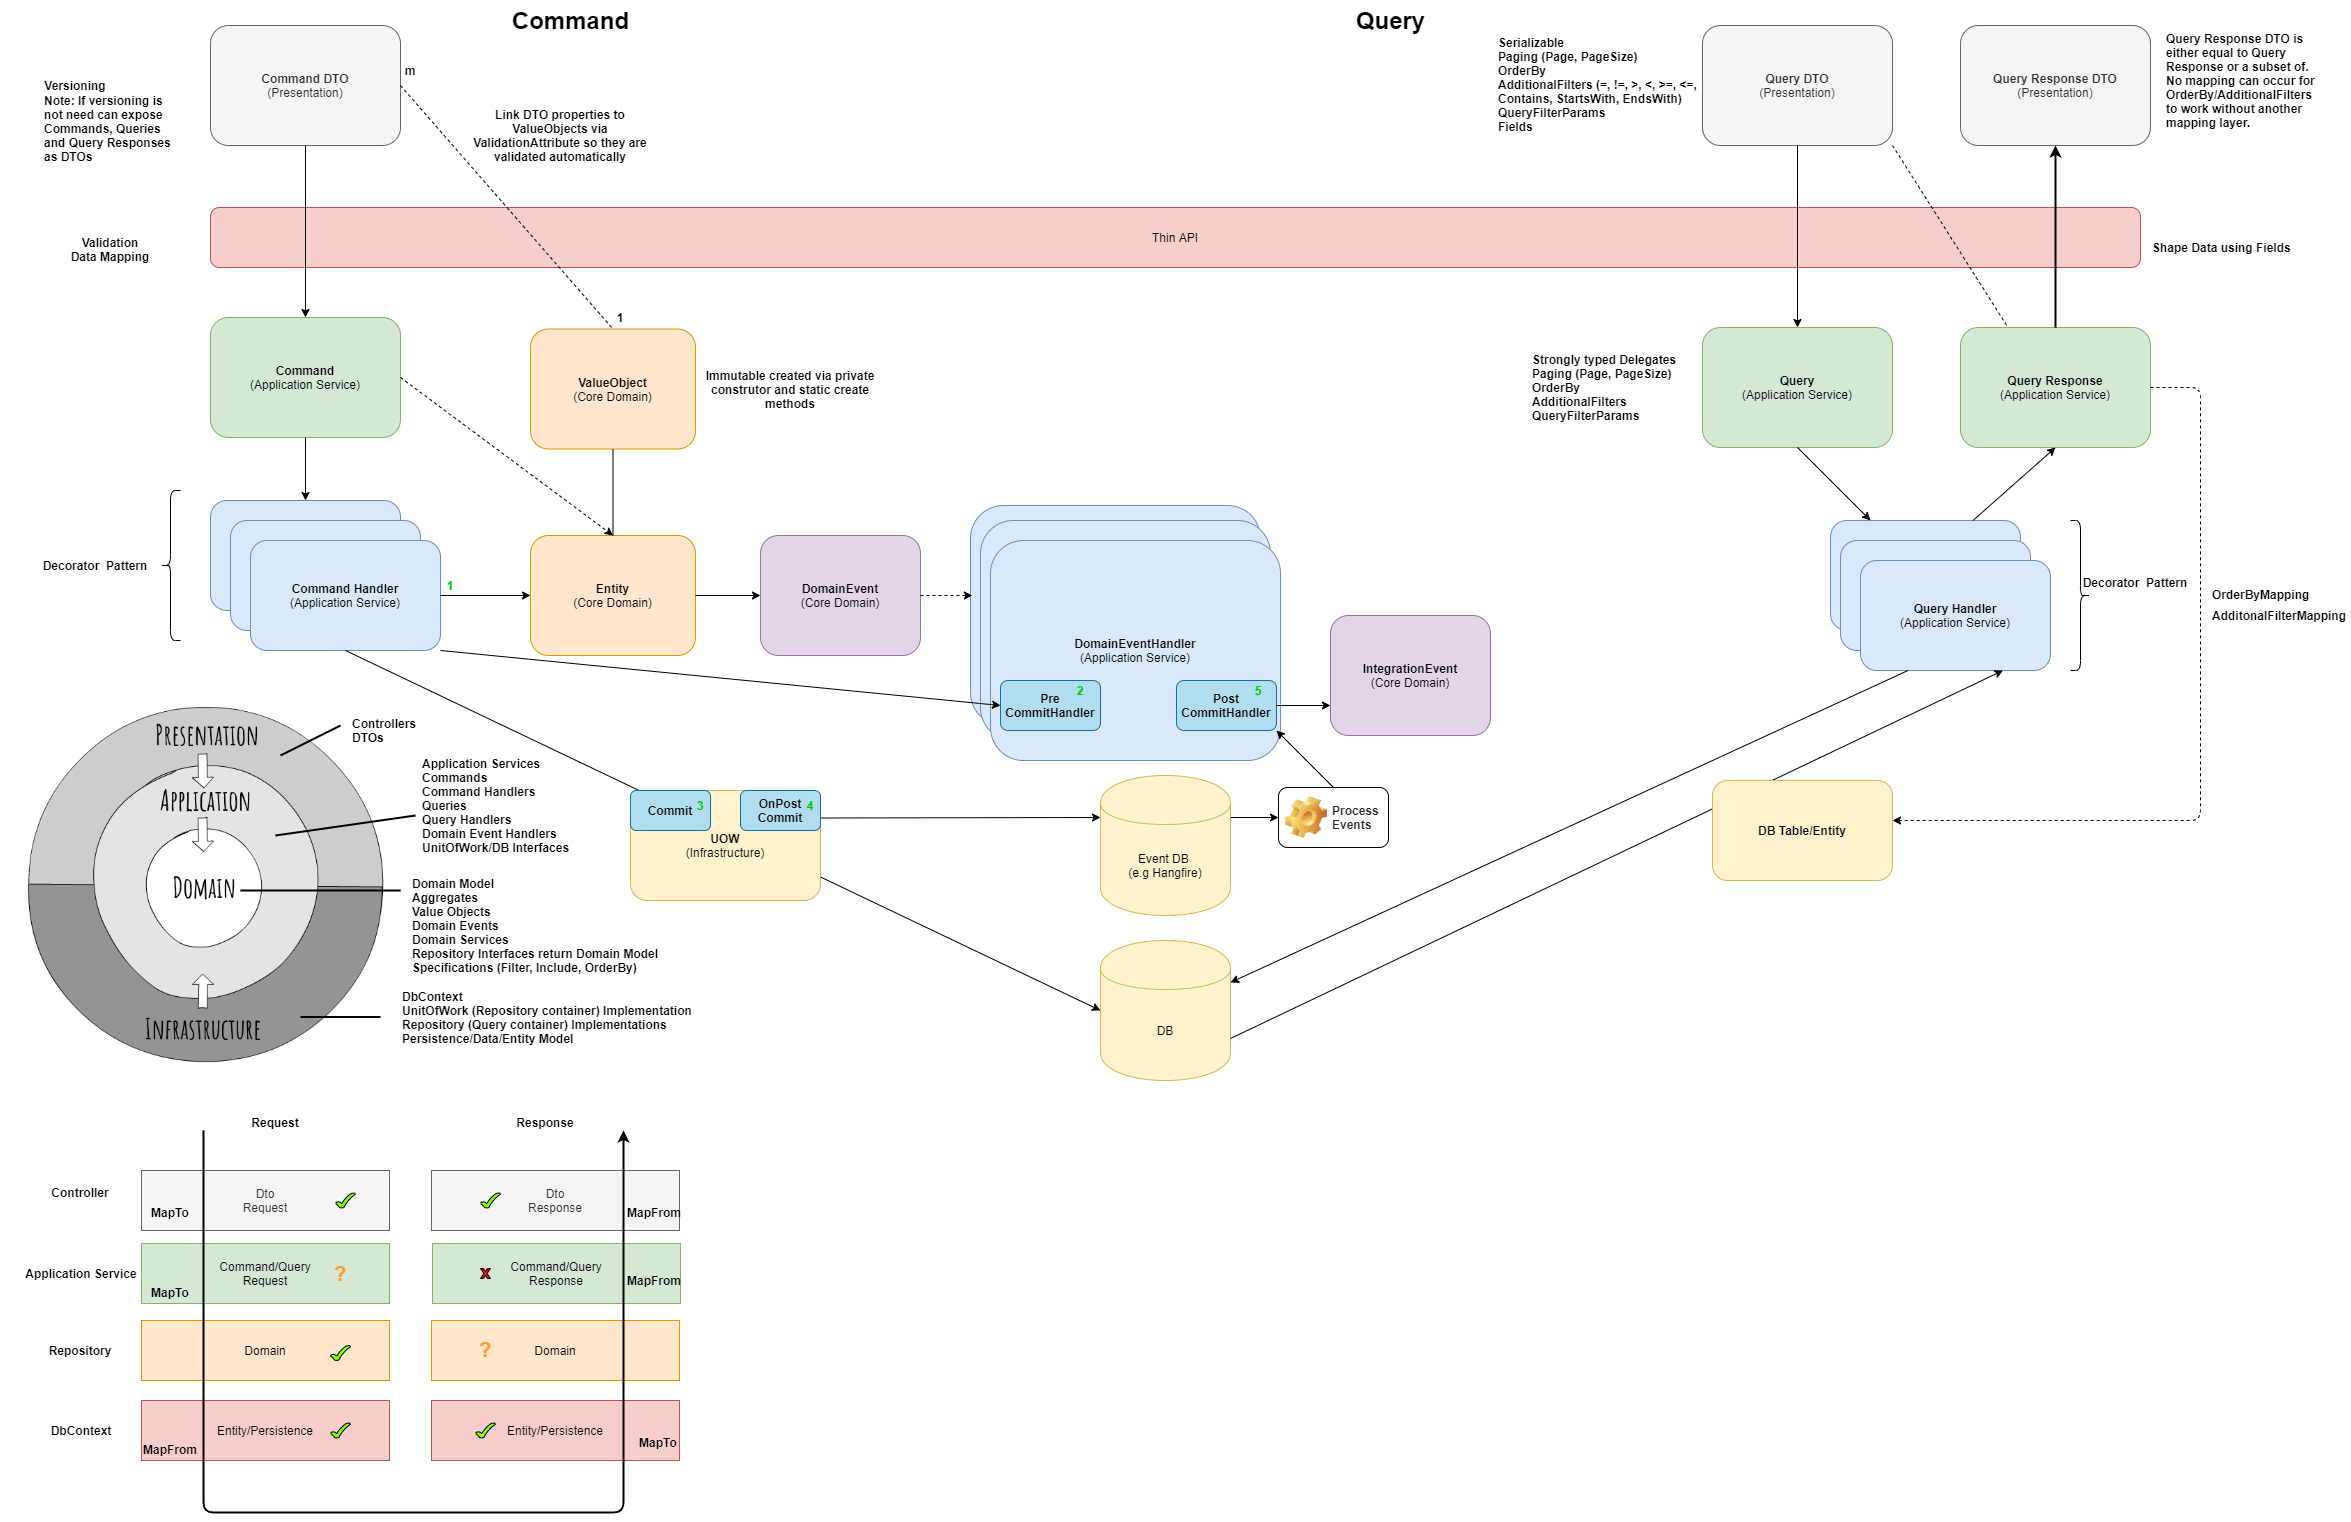 Command
Query
Versioning
Note: If versioning is
not need can expose
Commands, Queries
and Query Responses
as DTOs
Command DTO
(Presentation)
m
Link DTO properties to
ValueObjects via
ValidationAttribute so they are
validated automatically
Serializable
Paging (Page, PageSize)
OrderBy
AdditionalFilters (=, !=, >, <, >=, <=,
Contains, StartsWith, EndsWith)
QueryFilterParams
Fields
Query DTO
(Presentation)
Query Response DTO
(Presentation)
Query Response DTO is
either equal to Query
Response or a subset of.
No mapping can occur for
OrderBy/AdditionalFilters
to work without another
mapping layer.
Validation
Data Mapping
Thin API
Shape Data using Fields
Command
(Application Service)
1
ValueObject
(Core Domain)
Immutable created via private
construtor and static create
methods
Strongly typed Delegates
Paging (Page, PageSize)
OrderBy
AdditionalFilters
QueryFilterParams
Query
(Application Service)
Query Response
(Application Service)
Decorator Pattern
Command Handler
(Application Service)
1
Entity
(Core Domain)
DomainEvent
(Core Domain)
DomainEventHandler
(Application Service)
Pre 2
CommitHandler
Post 5
CommitHandler
IntegrationEvent
(Core Domain)
Query Handler
(Application Service)
Decorator Pattern
OrderByMapping
AdditonalFilterMapping
Commit 3
OnPost
Commit 4
UOW
(Infrastructure)
Event DB
(e.g Hangfire)
Process
Events
DB Table/Entity
DB
PRESENTATION
APPLICATION
DOMAIN
INFRASTRUCTURE
Controllers
DTOs
Application Services
Commands
Command Handlers
Queries
Query Handlers
Domain Event Handlers
UnitOfWork/DB Interfaces
Domain Model
Aggregates
Value Objects
Domain Events
Domain Services
Repository Interfaces return Domain Model
Specifications (Filter, Include, OrderBy)
DbContext
UnitOfWork (Repository container) Implementation
Repository (Query container) Implementations
Persistence/Data/Entity Model
Request
Response
Controller
MapTo
Dto
Request
Dto
Response
MapFrom
Application Service
MapTo
Command/Query
Request
?
x
Command/Query
Response
MapFrom
Repository
Domain
?
Domain
DbContext
MapFrom
Entity/Persistence
Entity/Persistence
MapTo